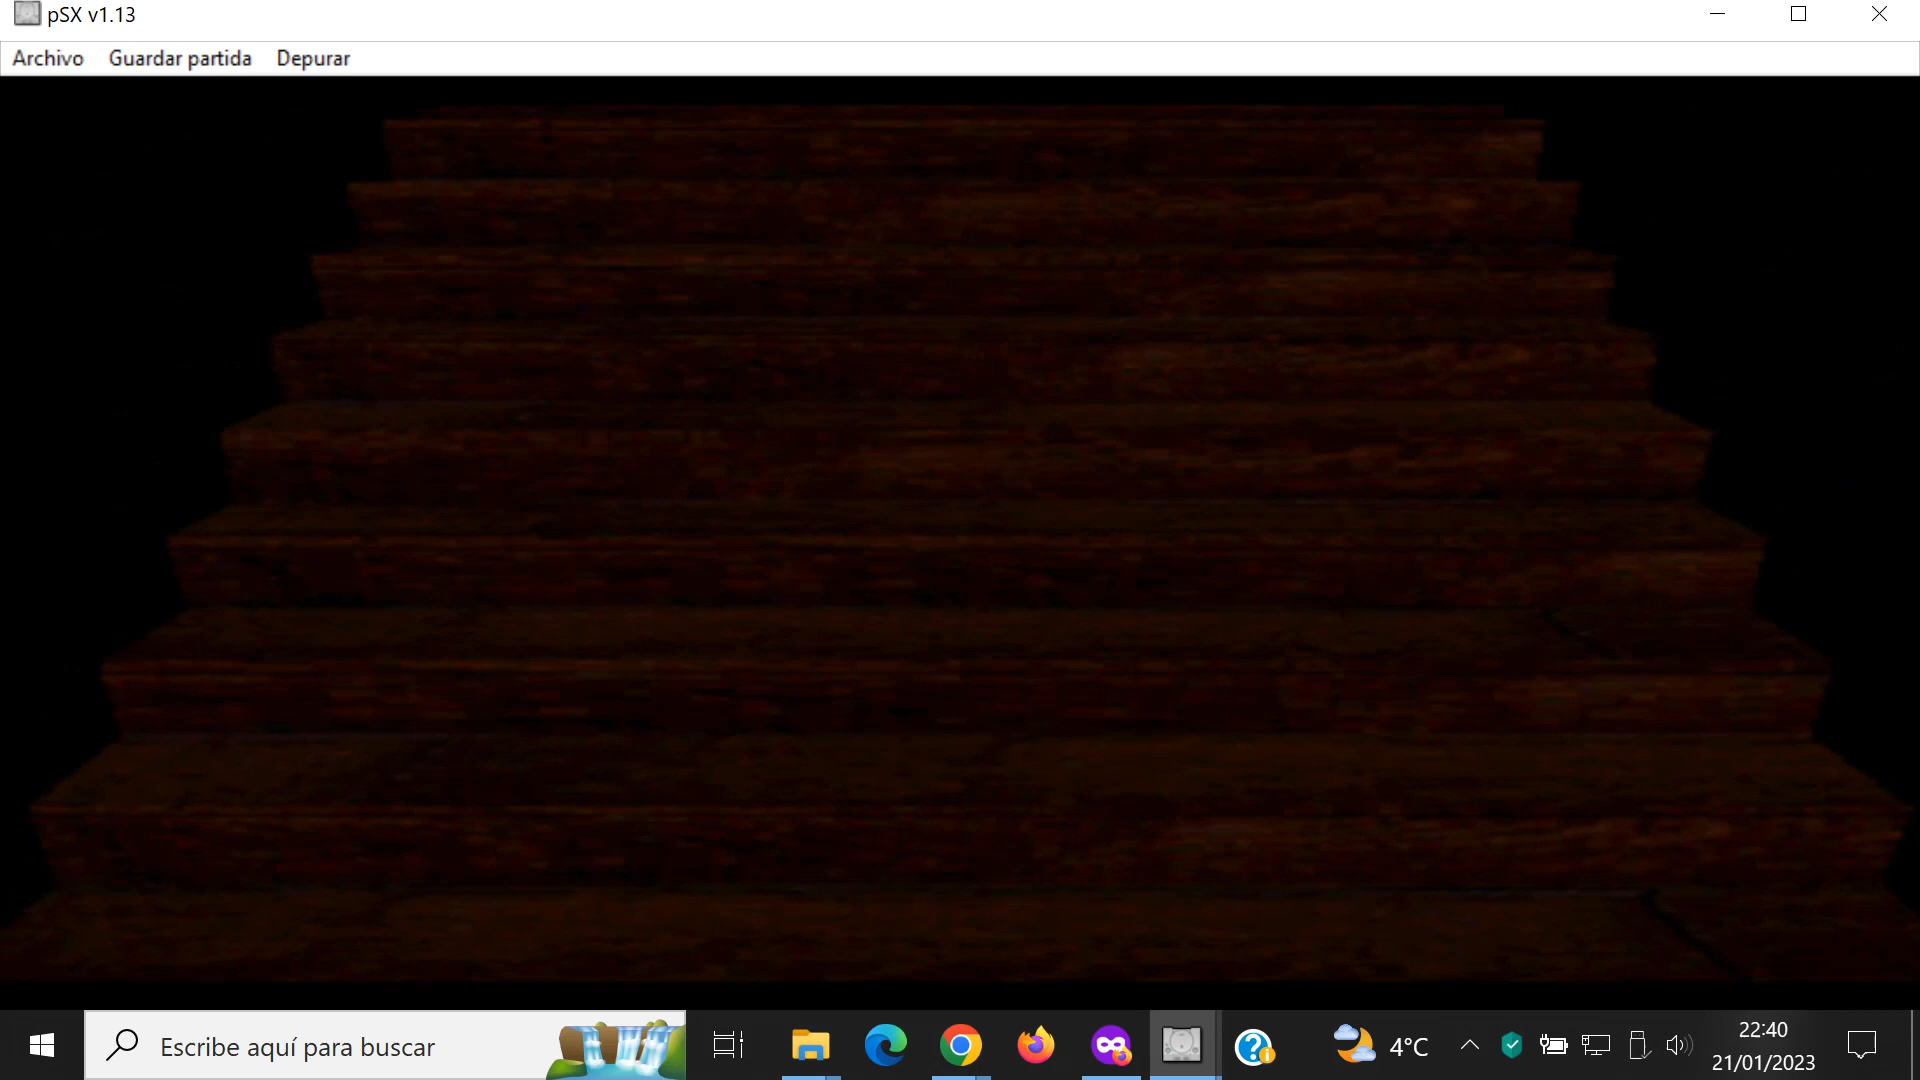 pSX v1.13
Archivo Guardar partida Depurar
Escribe aquí para buscar
4°C
22:40
21/01/2023